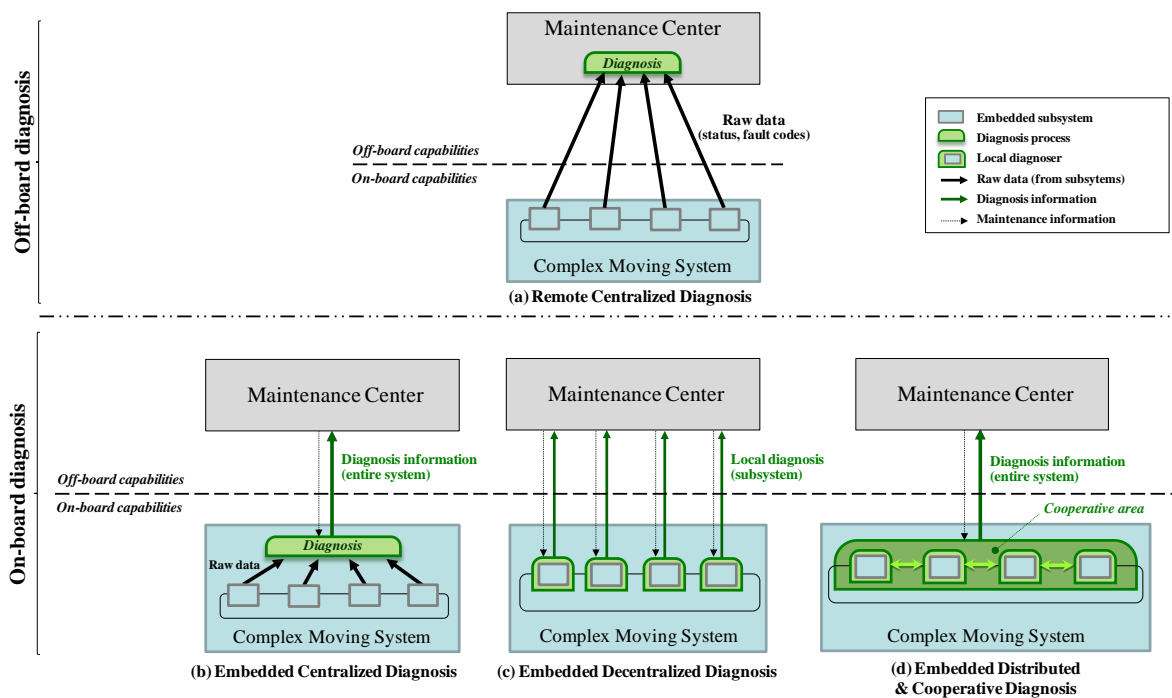 Off-board diagnosis
Maintenance Center
Diagnosis
Raw data
(status, fault codes)
Off-board capabilities
On-board capabilities
Complex Moving System
(a) Remote Centralized Diagnosis
Embedded subsystem
Diagnosis process
Local diagnoser
Raw data (from subsytems)
Diagnosis information
Maintenance information
On-board diagnosis
Maintenance Center
Diagnosis information
(entire system)
Off-board capabilities
On-board capabilities
Diagnosis
Raw data
Complex Moving System
(b) Embedded Centralized Diagnosis
Maintenance Center
Local diagnosis
(subsystem)
Complex Moving System
(c) Embedded Decentralized Diagnosis
Maintenance Center
Diagnosis information
(entire system)
Cooperative area
Complex Moving System
(d) Embedded Distributed
& Cooperative Diagnosis